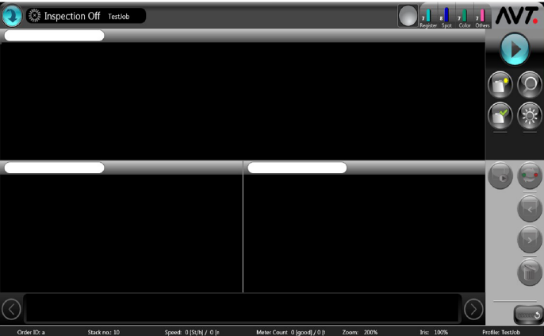 Inspection Off TestJob
Register Spot Color Others
AVT.
Order ID: a
Stack no.: 10
Speed: 0 [St/h] / 0
Meter Count 0 [good] / 0
Zoom: 200%
Iris: 100%
Profile: TestJob